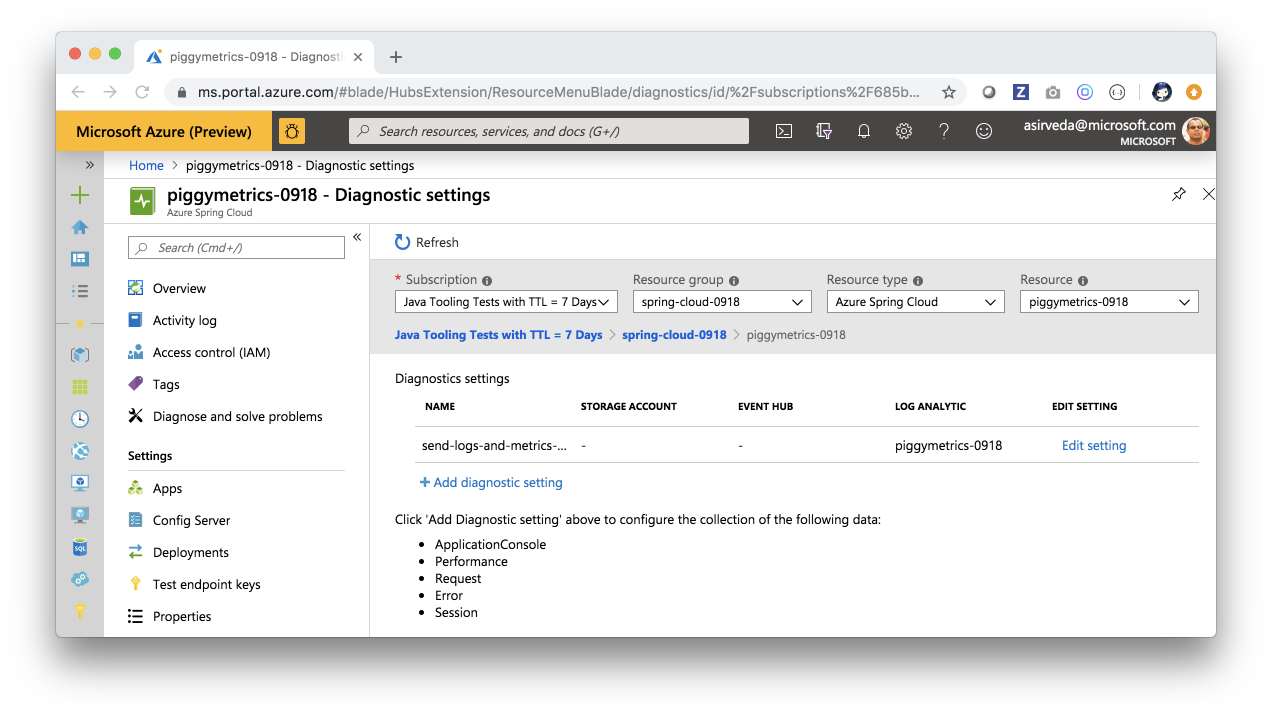 piggymetrics-0918 - Diagnosti
ms.portal.azure.com/#blade/HubsExtension/ResourceMenuBlade/diagnostics/id/%2Fsubscriptions%2F685b...
Z
Microsoft Azure (Preview)
Search resources, services, and docs (G+/)
asirveda@microsoft.com
MICROSOFT
Home > piggymetrics-0918 - Diagnostic settings
piggymetrics-0918 - Diagnostic settings
Azure Spring Cloud
Search (Cmd+/)
Overview
Activity log
Access control (IAM)
Tags
Diagnose and solve problems
Settings
Apps
Config Server
Deployments
Test endpoint keys
Properties
SQL
Refresh
* Subscription Resource group Resource type Resource
Java Tooling Tests with TTL = 7 Days spring-cloud-0918 Azure Spring Cloud piggymetrics-0918
Java Tooling Tests with TTL = 7 Days > spring-cloud-0918 > piggymetrics-0918
Diagnostics settings
NAME STORAGE ACCOUNT EVENT HUB LOG ANALYTIC EDIT SETTING
send-logs-and-metrics-... - - piggymetrics-0918 Edit setting
+ Add diagnostic setting
Click 'Add Diagnostic setting' above to configure the collection of the following data:
• ApplicationConsole
• Performance
• Request
• Error
• Session